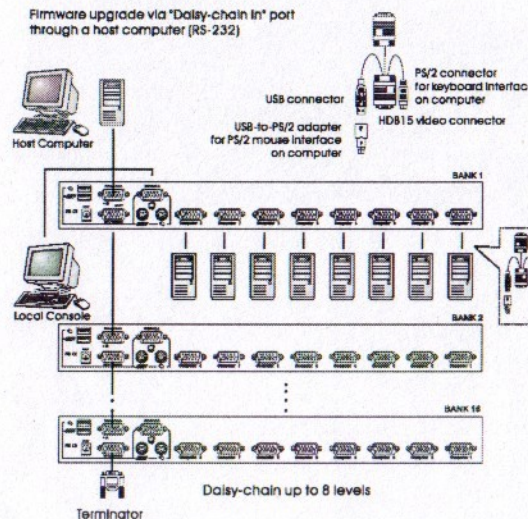 Firmware upgrade via "Daisy-chain in" port
through a host computer (RS-232)
PS/2 connector
for keyboard interface
on computer
USB connector
HDB15 video connector
USB-to-PS/2 adapter
for PS/2 mouse interface
on computer
Host Computer
BANK 1
Local Console
BANK 2
BANK 16
Daisy-chain up to 8 levels
Terminator